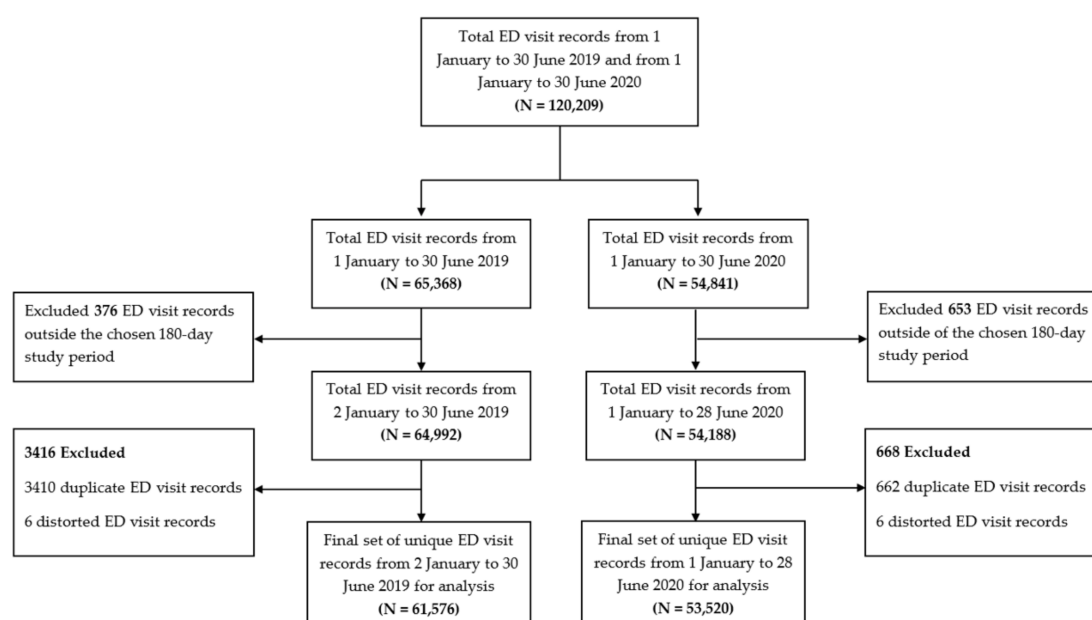 Total ED visit records from 1
January to 30 June 2019 and from 1
January to 30 June 2020
(N = 120,209)
Total ED visit records from
1 January to 30 June 2019
(N = 65,368)
Total ED visit records from
1 January to 30 June 2020
(N = 54,841)
Excluded 376 ED visit records
outside the chosen 180-day
study period
Excluded 653 ED visit records
outside of the chosen 180-day
study period
Total ED visit records from
2 January to 30 June 2019
(N = 64,992)
Total ED visit records from
1 January to 28 June 2020
(N = 54,188)
3416 Excluded
3410 duplicate ED visit records
6 distorted ED visit records
668 Excluded
662 duplicate ED visit records
6 distorted ED visit records
Final set of unique ED visit
records from 2 January to 30
June 2019 for analysis
(N = 61,576)
Final set of unique ED visit
records from 1 January to 28
June 2020 for analysis
(N = 53,520)